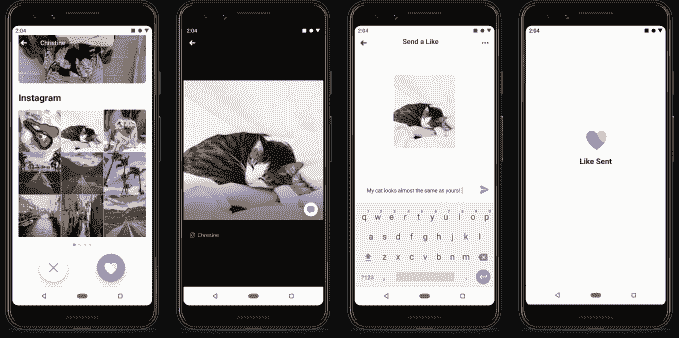 2:04
Christine
Instagram
2:04
Christine
2:04
Send a Like
My cat looks almost the same as yours!
q w e r t y u i o p
a s d f g h j k l
z x c v b n m
?123 , .
2:04
Like Sent